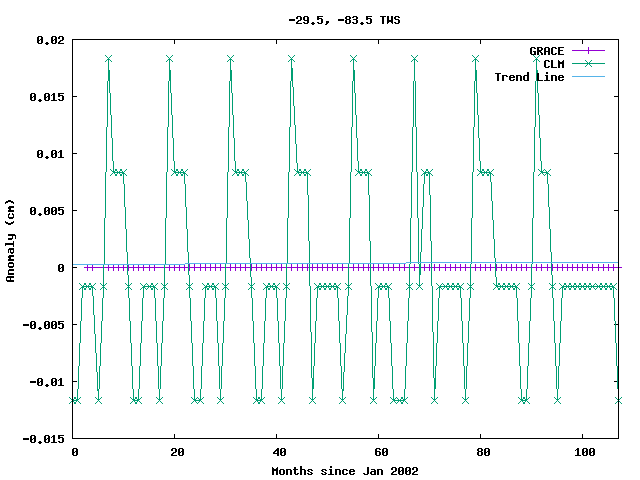 -29.5, -83.5 TWS
GRACE
CLM
Trend Line
0.02
0.015
0.01
0.005
0
-0.005
-0.01
-0.015
Anomaly (cm)
0 20 40 60 80 100
Months since Jan 2002